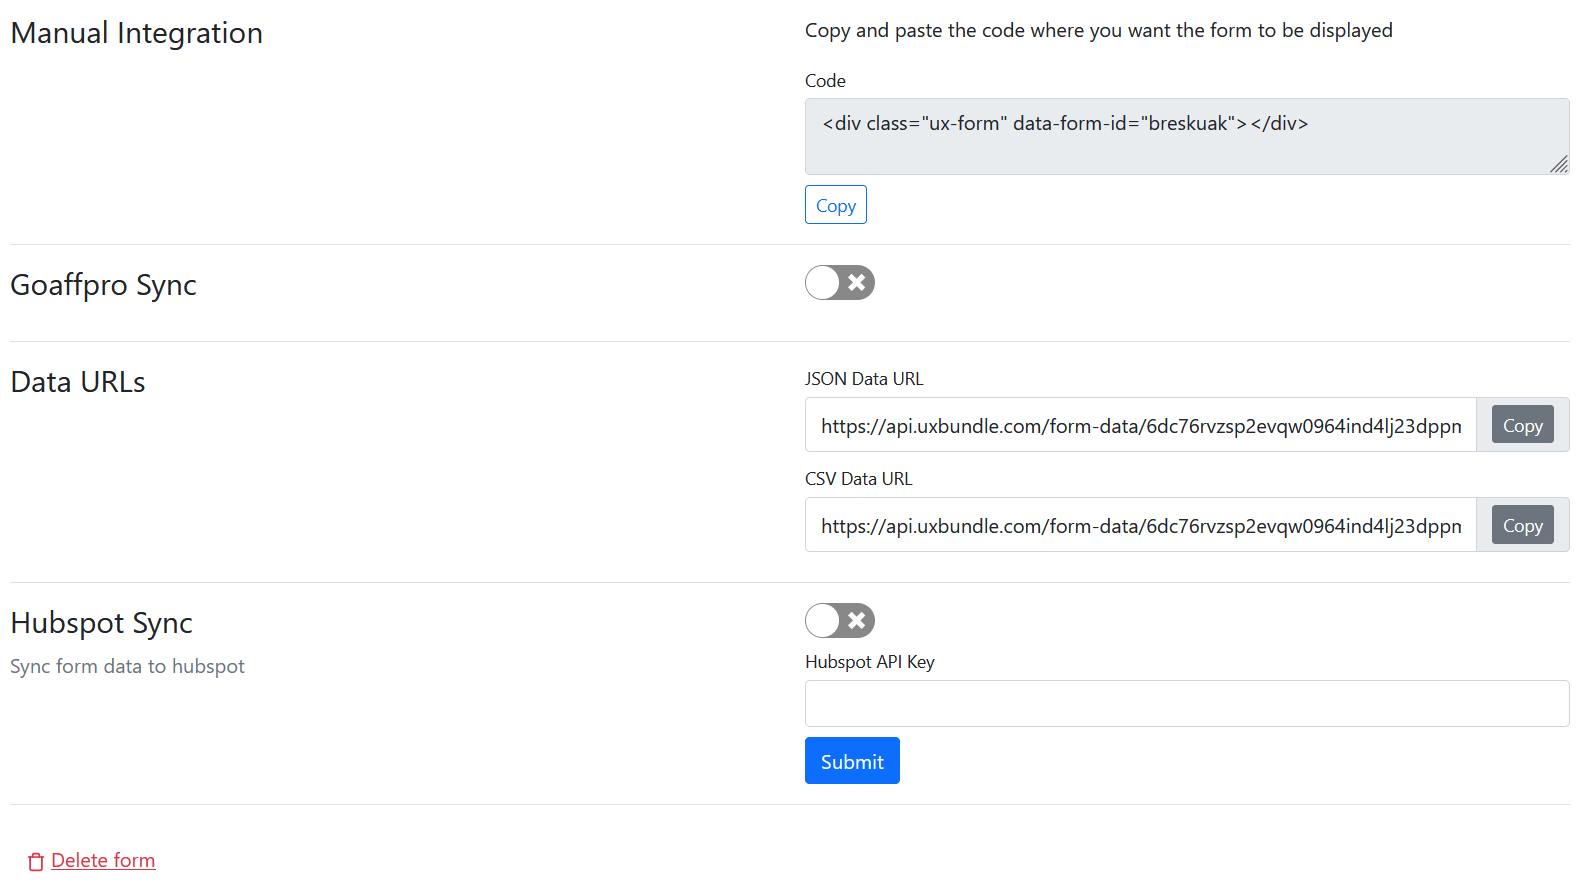 Manual Integration
Copy and paste the code where you want the form to be displayed
Code
<div class="ux-form" data-form-id="breskuak"></div>
Copy
Goaffpro Sync
Data URLs
JSON Data URL
https://api.uxbundle.com/form-data/6dc76rvzsp2evqw0964ind4lj23dppn
Copy
CSV Data URL
https://api.uxbundle.com/form-data/6dc76rvzsp2evqw0964ind4lj23dppn
Copy
Hubspot Sync
Sync form data to hubspot
Hubspot API Key
Submit
Delete form